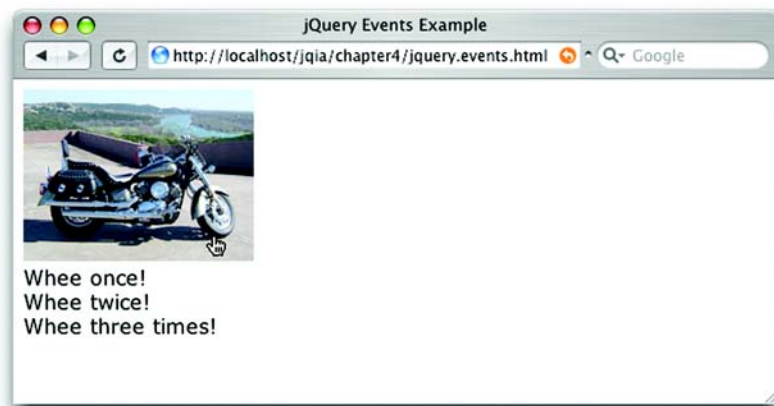 jQuery Events Example
http://localhost/jqia/chapter4/jquery.events.html
Google
Whee once!
Whee twice!
Whee three times!